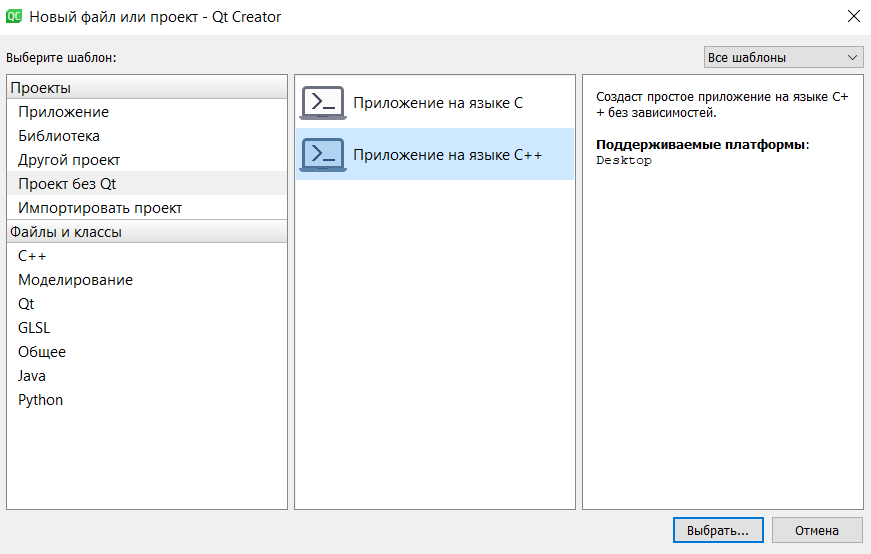 QC Новый файл или проект - Qt Creator
Выберите шаблон:
Все шаблоны
Проекты
Приложение
Библиотека
Другой проект
Проект без Qt
Импортировать проект
Файлы и классы
C++
Моделирование
Qt
GLSL
Общее
Java
Python
Приложение на языке C
Приложение на языке C++
Создаст простое приложение на языке C+
+ без зависимостей.
Поддерживаемые платформы:
Desktop
Выбрать...
Отмена